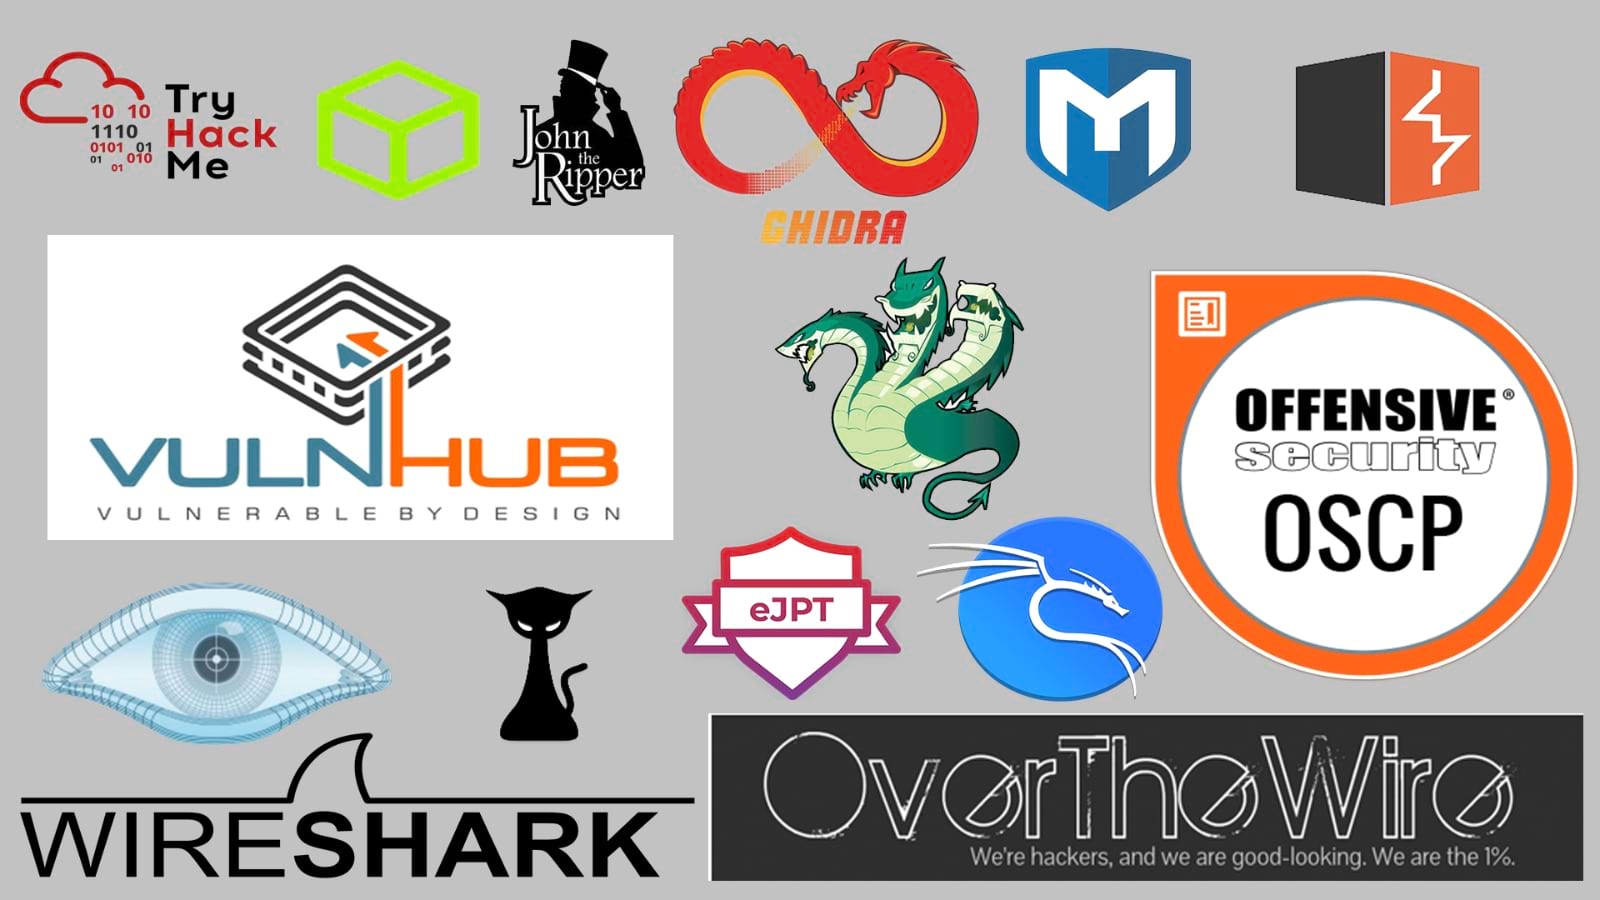 Try
Hack
Me
10 10
1110
0101 01
01 010
01
John
the
Ripper
GHIDRA
M
VULNHUB
VULNERABLE BY DESIGN
OFFENSIVE®
security
OSCP
eJPT
WIRESHARK
OverTheWire
We're hackers, and we are good-looking. We are the 1%.